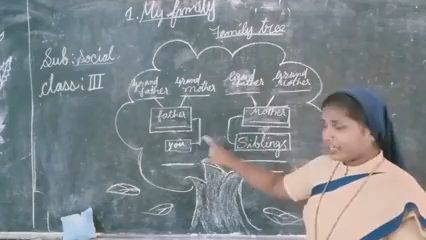 1. My family
Family tree
Sub: social
class: III
Grand father Grand mother Grand father Grand mother
father Mother
you Siblings